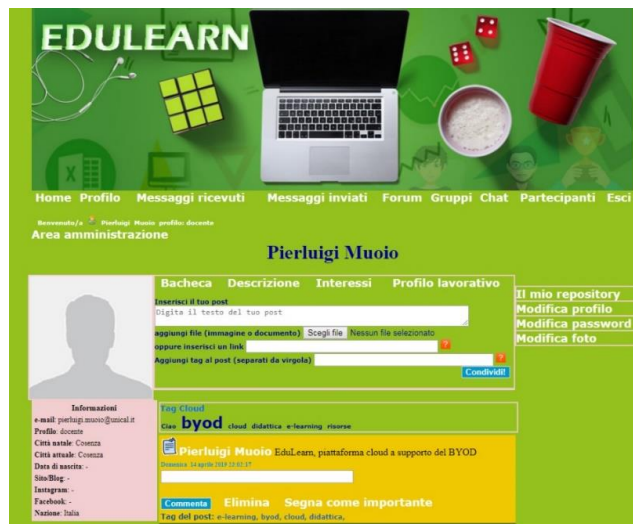 EDULEARN
Home Profilo Messaggi ricevuti Messaggi inviati Forum Gruppi Chat Partecipanti Esci
Benvenuto/a Pierluigi Muoio profilo: docente
Area amministrazione
Pierluigi Muoio
Bacheca Descrizione Interessi Profilo lavorativo
Inserisci il tuo post
Digita il testo del tuo post
aggiungi file (immagine o documento) Scegli file Nessun file selezionato
oppure inserisci un link ?
Aggiungi tag al post (separati da virgola) ?
Condividi!
Il mio repository
Modifica profilo
Modifica password
Modifica foto
Informazioni
e-mail: pierluigi.muoio@unical.it
Profilo: docente
Città natale: Cosenza
Città attuale: Cosenza
Data di nascita: -
Sito/Blog: -
Instagram: -
Facebook: -
Nazione: Italia
Tag Cloud
Ciao byod cloud didattica e-learning risorse
Pierluigi Muoio EduLearn, piattaforma cloud a supporto del BYOD
Domenica 14 aprile 2019
Commenta Elimina Segna come importante
Tag del post: e-learning, byod, cloud, didattica,